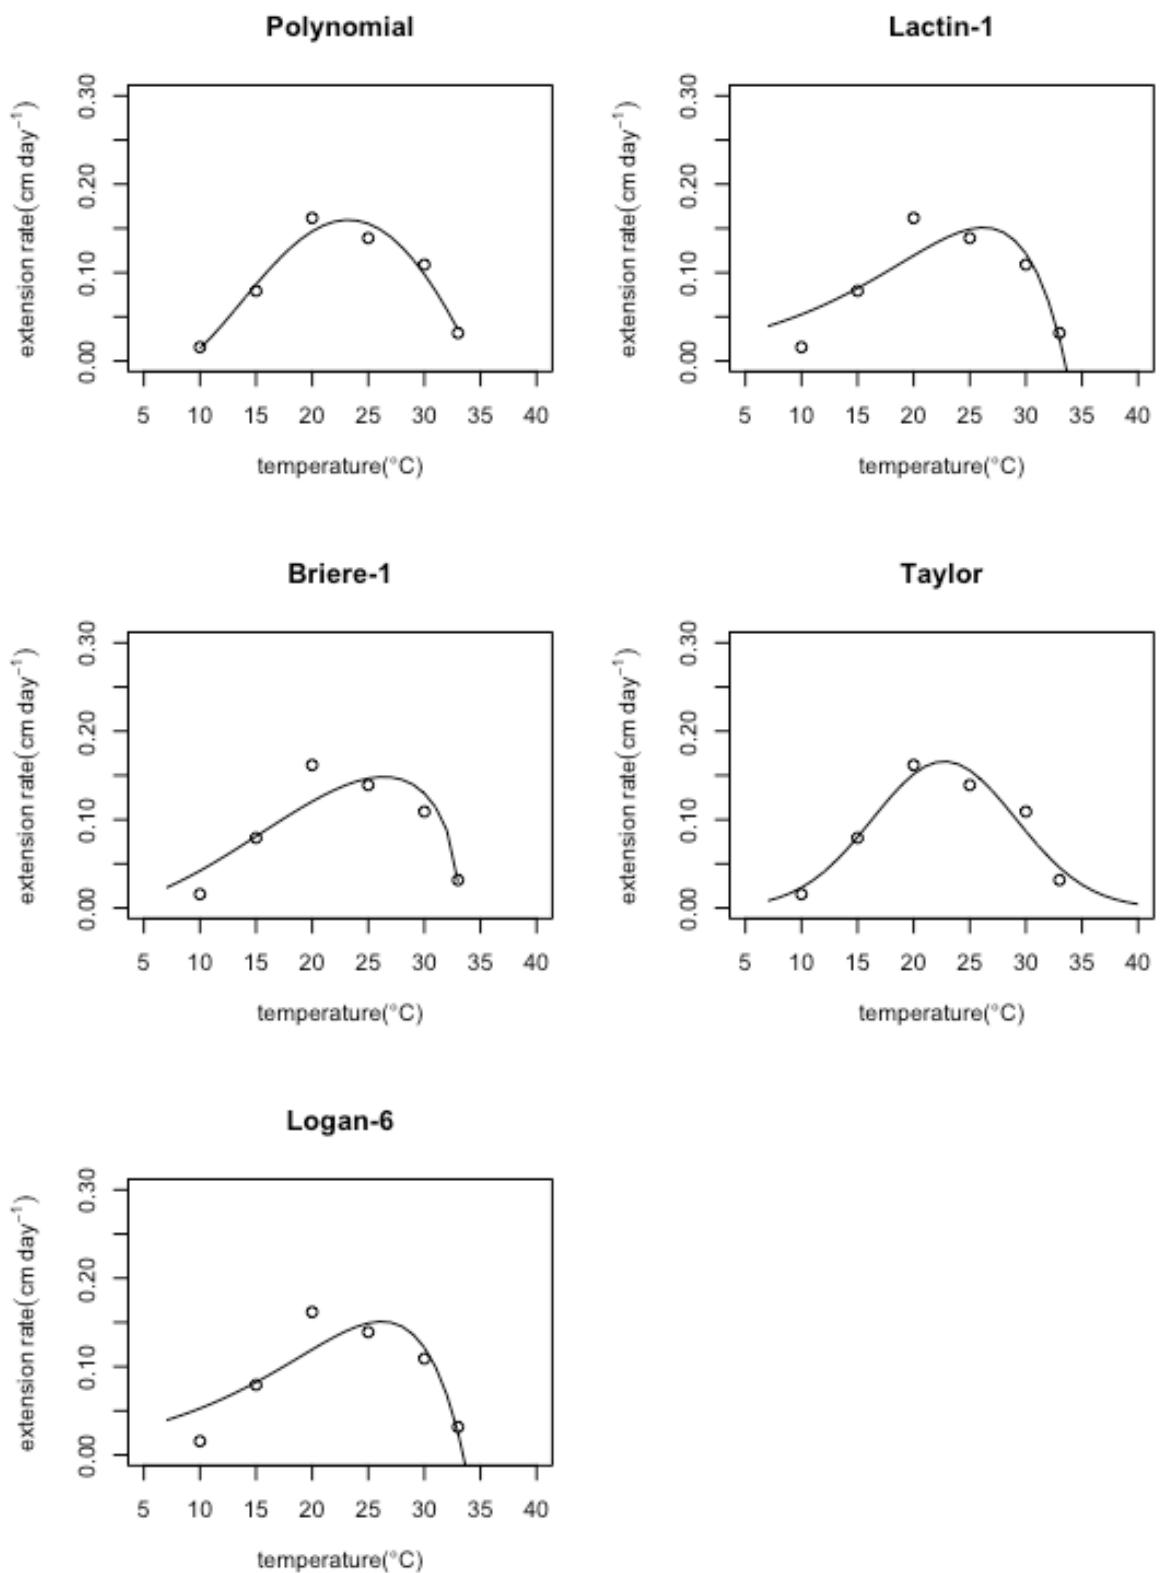 Polynomial
extension rate(cm day⁻¹)
0.30
0.20
0.10
0.00
5 10 15 20 25 30 35 40
temperature(°C)
Lactin-1
extension rate(cm day⁻¹)
0.30
0.20
0.10
0.00
5 10 15 20 25 30 35 40
temperature(°C)
Briere-1
extension rate(cm day⁻¹)
0.30
0.20
0.10
0.00
5 10 15 20 25 30 35 40
temperature(°C)
Taylor
extension rate(cm day⁻¹)
0.30
0.20
0.10
0.00
5 10 15 20 25 30 35 40
temperature(°C)
Logan-6
extension rate(cm day⁻¹)
0.30
0.20
0.10
0.00
5 10 15 20 25 30 35 40
temperature(°C)